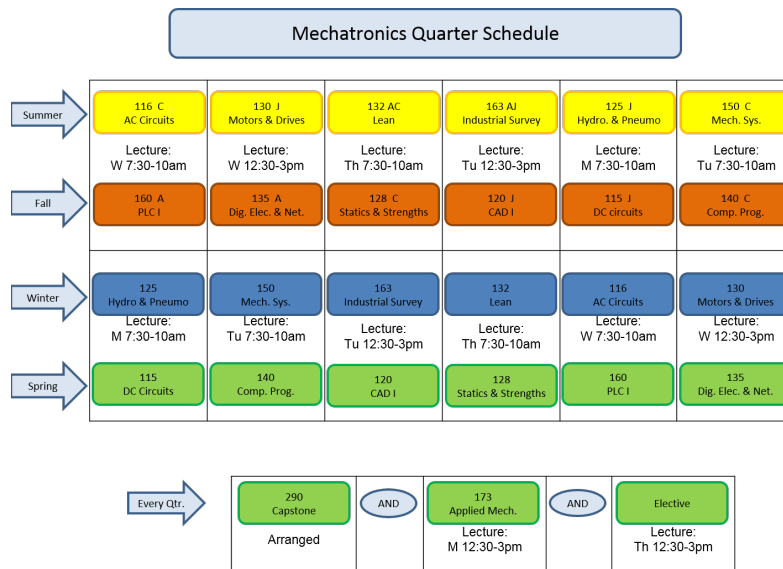 Mechatronics Quarter Schedule
Summer
116  C
AC Circuits
130  J
Motors & Drives
132 AC
Lean
163 AJ
Industrial Survey
125  J
Hydro. & Pneumo
150  C
Mech. Sys.
Lecture:
W 7:30-10am
Lecture:
W 12:30-3pm
Lecture:
Th 7:30-10am
Lecture:
Tu 12:30-3pm
Lecture:
M 7:30-10am
Lecture:
Tu 7:30-10am
Fall
160  A
PLC I
135  A
Dig. Elec. & Net.
128  C
Statics & Strengths
120  J
CAD I
115  J
DC circuits
140  C
Comp. Prog.
Winter
125
Hydro & Pneumo
150
Mech. Sys.
163
Industrial Survey
132
Lean
116
AC Circuits
130
Motors & Drives
Lecture:
M 7:30-10am
Lecture:
Tu 7:30-10am
Lecture:
Tu 12:30-3pm
Lecture:
Th 7:30-10am
Lecture:
W 7:30-10am
Lecture:
W 12:30-3pm
Spring
115
DC Circuits
140
Comp. Prog.
120
CAD I
128
Statics & Strengths
160
PLC I
135
Dig. Elec. & Net.
Every Qtr.
290
Capstone
Arranged
AND
173
Applied Mech.
Lecture:
M 12:30-3pm
AND
Elective
Lecture:
Th 12:30-3pm